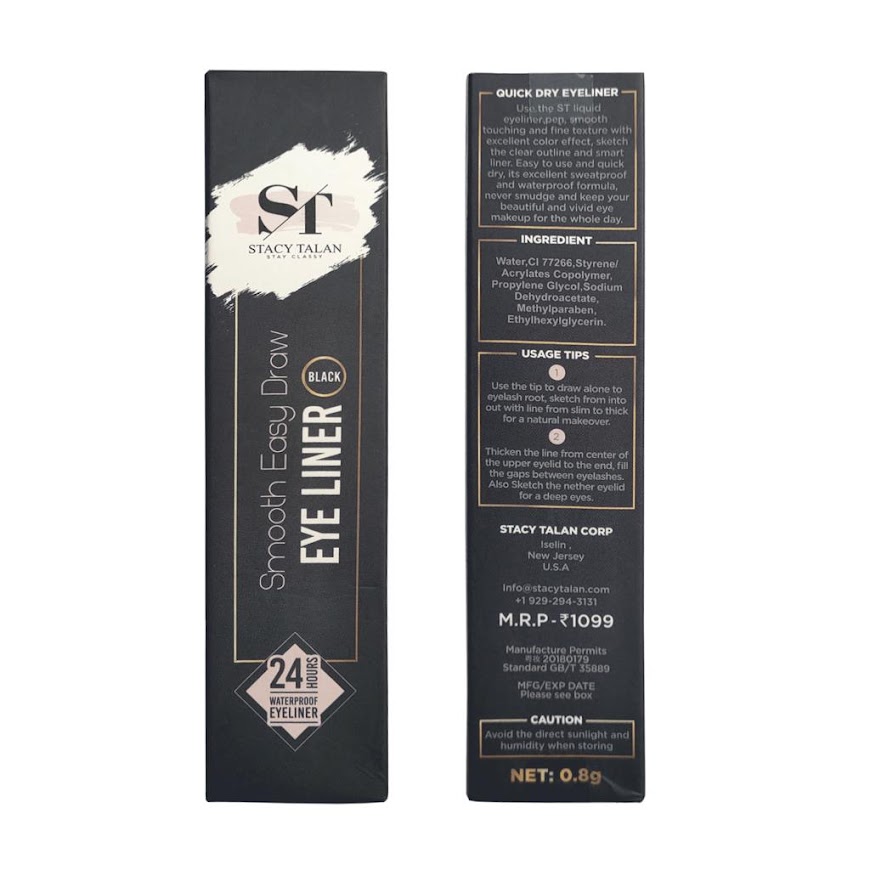 ST
STACY TALAN
STAY CLASSY
Smooth Easy Draw
EYE LINER
BLACK
24 HOURS
WATERPROOF
EYELINER
QUICK DRY EYELINER
Use,the ST liquid
eyeliner,pen, smooth
touching and fine texture with
excellent color effect, sketch
the clear outline and smart
liner. Easy to use and quick
dry, its excellent sweatproof
and waterproof formula,
never smudge and keep your
beautiful and vivid eye
makeup for the whole day.
INGREDIENT
Water,CI 77266,Styrene/
Acrylates Copolymer,
Propylene Glycol,Sodium
Dehydroacetate,
Methylparaben,
Ethylhexylglycerin.
USAGE TIPS
1
Use the tip to draw alone to
eyelash root, sketch from into
out with line from slim to thick
for a natural makeover.
2
Thicken the line from center of
the upper eyelid to the end, fill
the gaps between eyelashes.
Also Sketch the nether eyelid
for a deep eyes.
STACY TALAN CORP
Iselin ,
New Jersey
U.S.A
Info@stacytalan.com
+1 929-294-3131
M.R.P - ₹1099
Manufacture Permits
粤妆 20180179
Standard GB/T 35889
MFG/EXP DATE
Please see box
CAUTION
Avoid the direct sunlight and
humidity when storing
NET: 0.8g